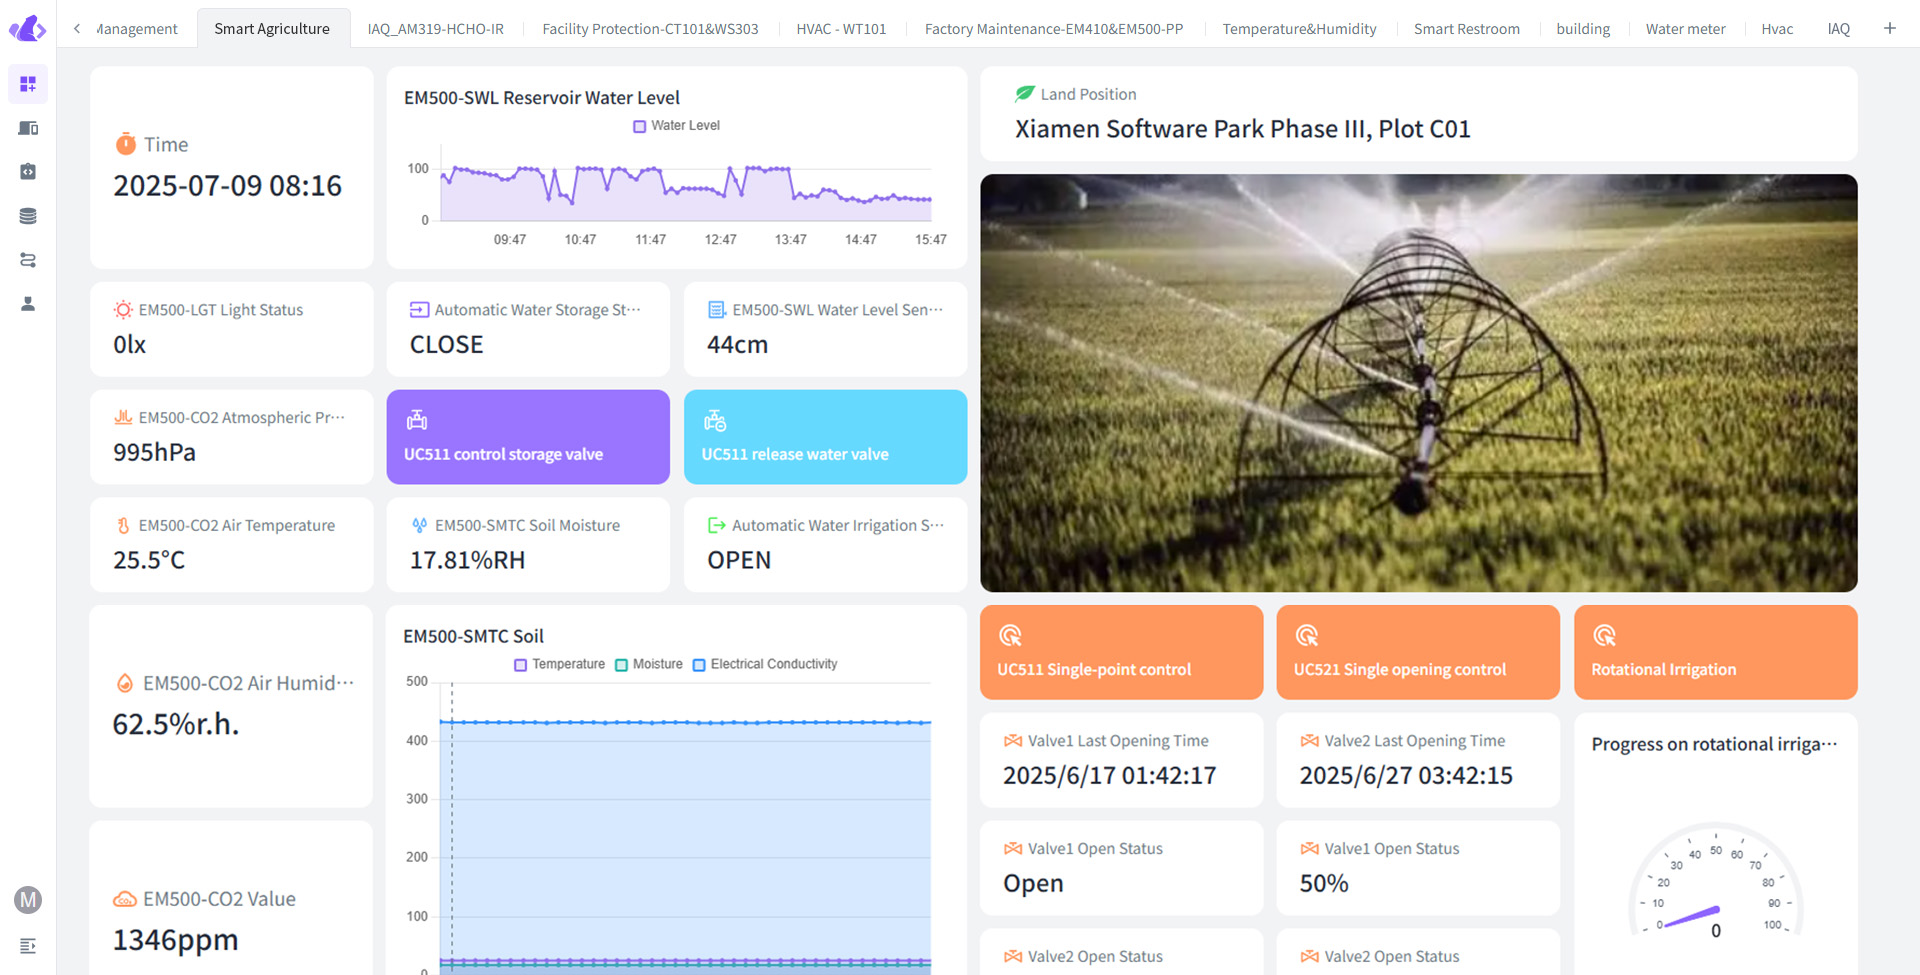 Management
Smart Agriculture
IAQ_AM319-HCHO-IR
Facility Protection-CT101&WS303
HVAC - WT101
Factory Maintenance-EM410&EM500-PP
Temperature&Humidity
Smart Restroom
building
Water meter
Hvac
IAQ
Time
2025-07-09 08:16
EM500-SWL Reservoir Water Level
Water Level
100
0
09:47 10:47 11:47 12:47 13:47 14:47 15:47
Land Position
Xiamen Software Park Phase III, Plot C01
EM500-LGT Light Status
0lx
Automatic Water Storage St···
CLOSE
EM500-SWL Water Level Sen···
44cm
EM500-CO2 Atmospheric Pr···
995hPa
UC511 control storage valve
UC511 release water valve
EM500-CO2 Air Temperature
25.5°C
EM500-SMTC Soil Moisture
17.81%RH
Automatic Water Irrigation S···
OPEN
EM500-CO2 Air Humid···
62.5%r.h.
EM500-CO2 Value
1346ppm
EM500-SMTC Soil
Temperature Moisture Electrical Conductivity
500
400
300
200
100
0
UC511 Single-point control
UC521 Single opening control
Rotational Irrigation
Valve1 Last Opening Time
2025/6/17 01:42:17
Valve2 Last Opening Time
2025/6/27 03:42:15
Valve1 Open Status
Open
Valve1 Open Status
50%
Valve2 Open Status
Valve2 Open Status
Progress on rotational irriga···
0 10 20 30 40 50 60 70 80 90 100
0
M